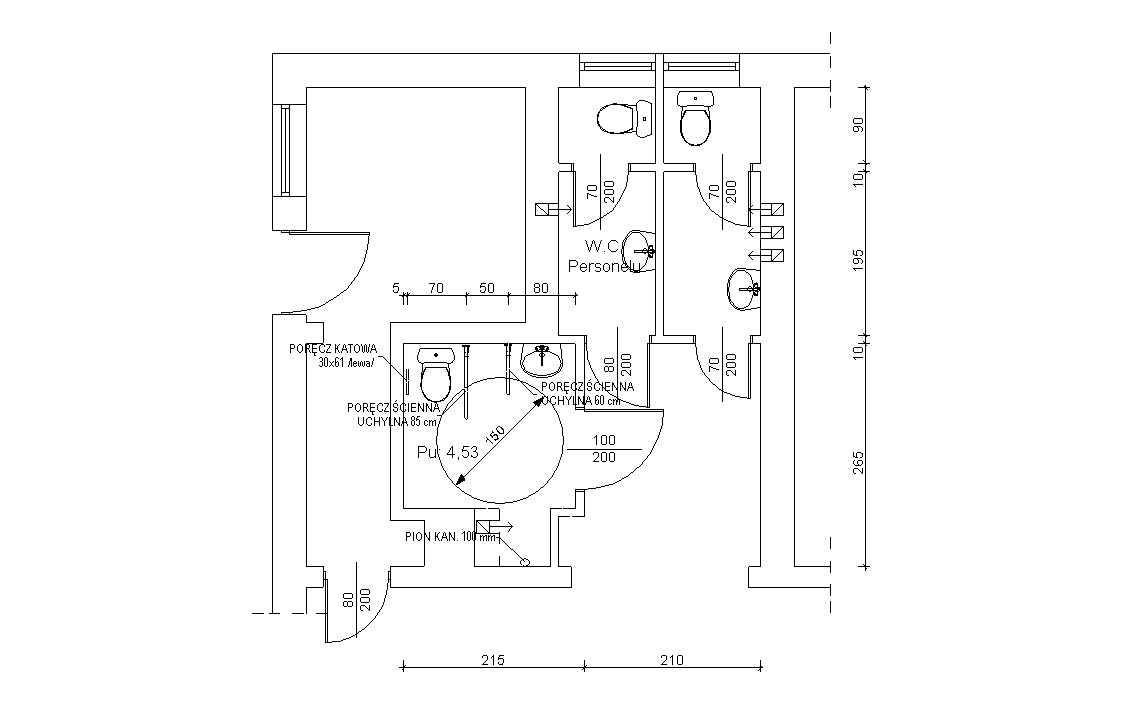 90
70
200
70
200
10
W.C
Personelu
195
5
70
50
80
PORĘCZ KATOWA
30x61 /lewa/
80
200
70
200
10
PORĘCZ ŚCIENNA
UCHYLNA 60 cm
PORĘCZ ŚCIENNA
UCHYLNA 85 cm
150
Pu: 4,53
100
200
265
PION KAN. 100 mm
80
200
215
210